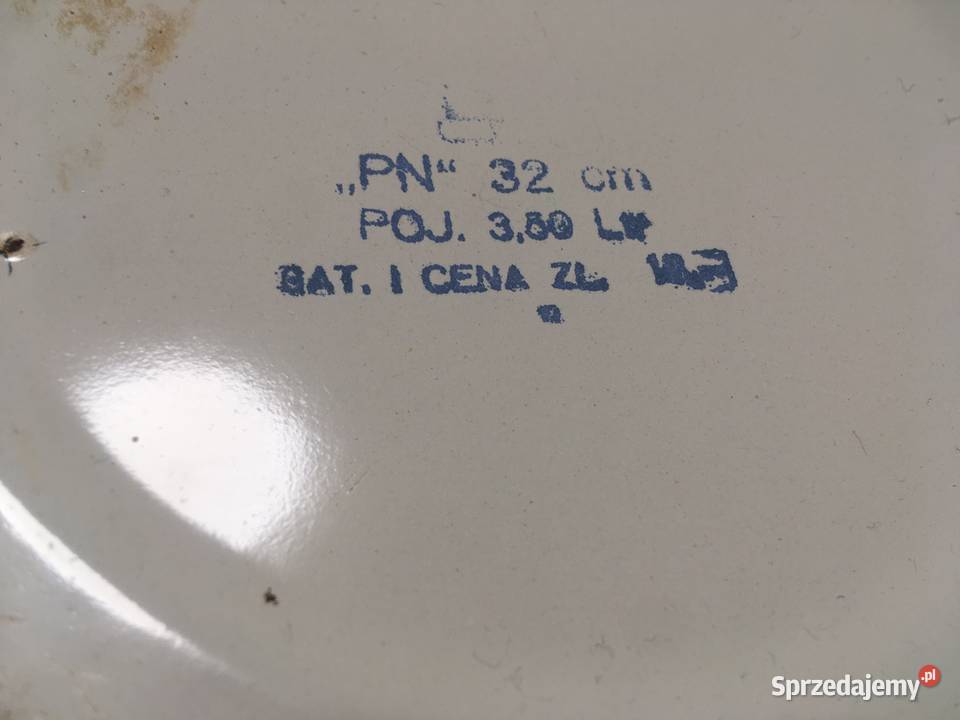 „PN“ 32 cm
POJ. 3,50 L
GAT. I CENA ZŁ.
Sprzedajemy.pl